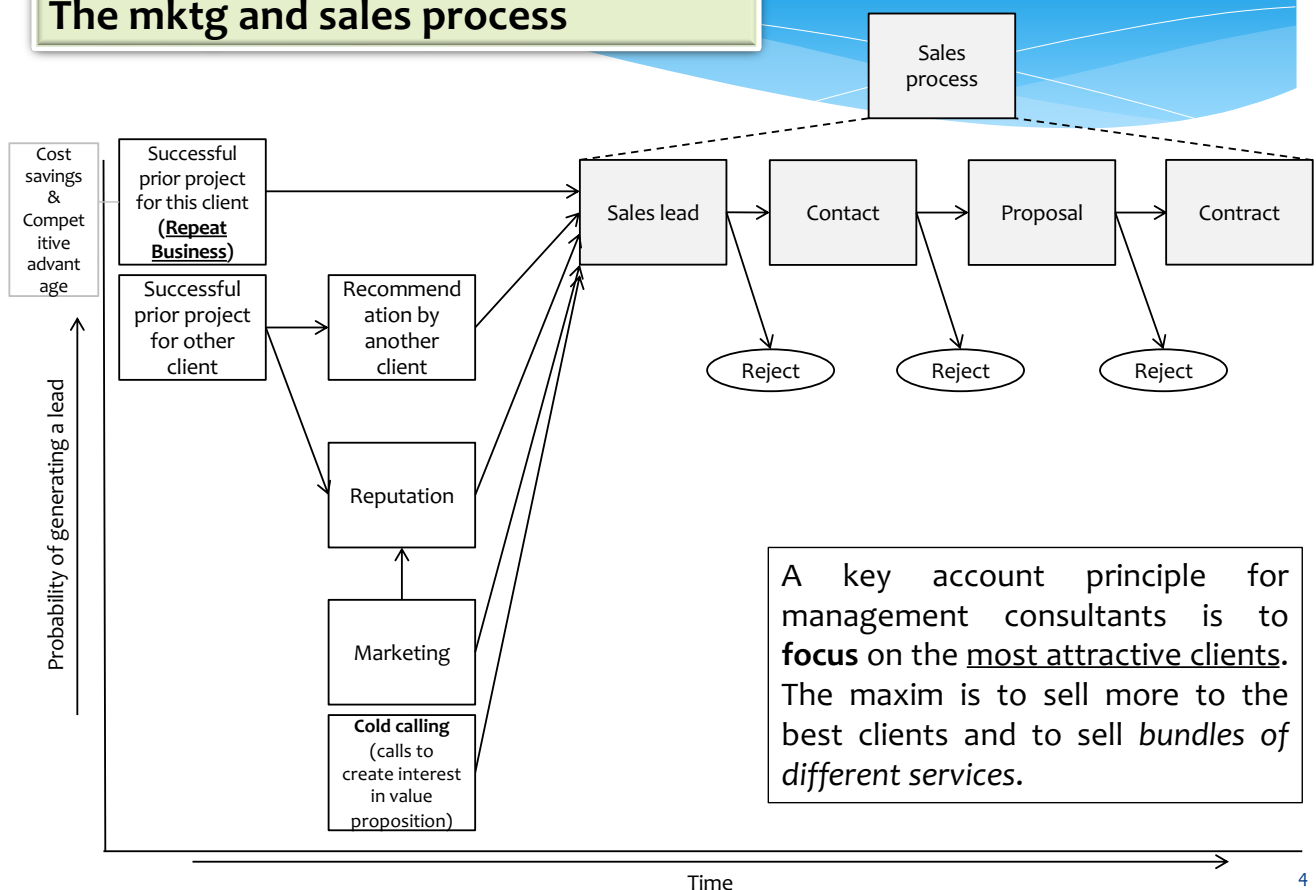 The mktg and sales process
Sales
process
Cost
savings
&
Compet
itive
advant
age
Successful
prior project
for this client
(Repeat
Business)
Sales lead
Contact
Proposal
Contract
Successful
prior project
for other
client
Recommend
ation by
another
client
Reject
Reject
Reject
Probability of generating a lead
Reputation
Marketing
Cold calling
(calls to
create interest
in value
proposition)
A key account principle for
management consultants is to
focus on the most attractive clients.
The maxim is to sell more to the
best clients and to sell bundles of
different services.
Time
4